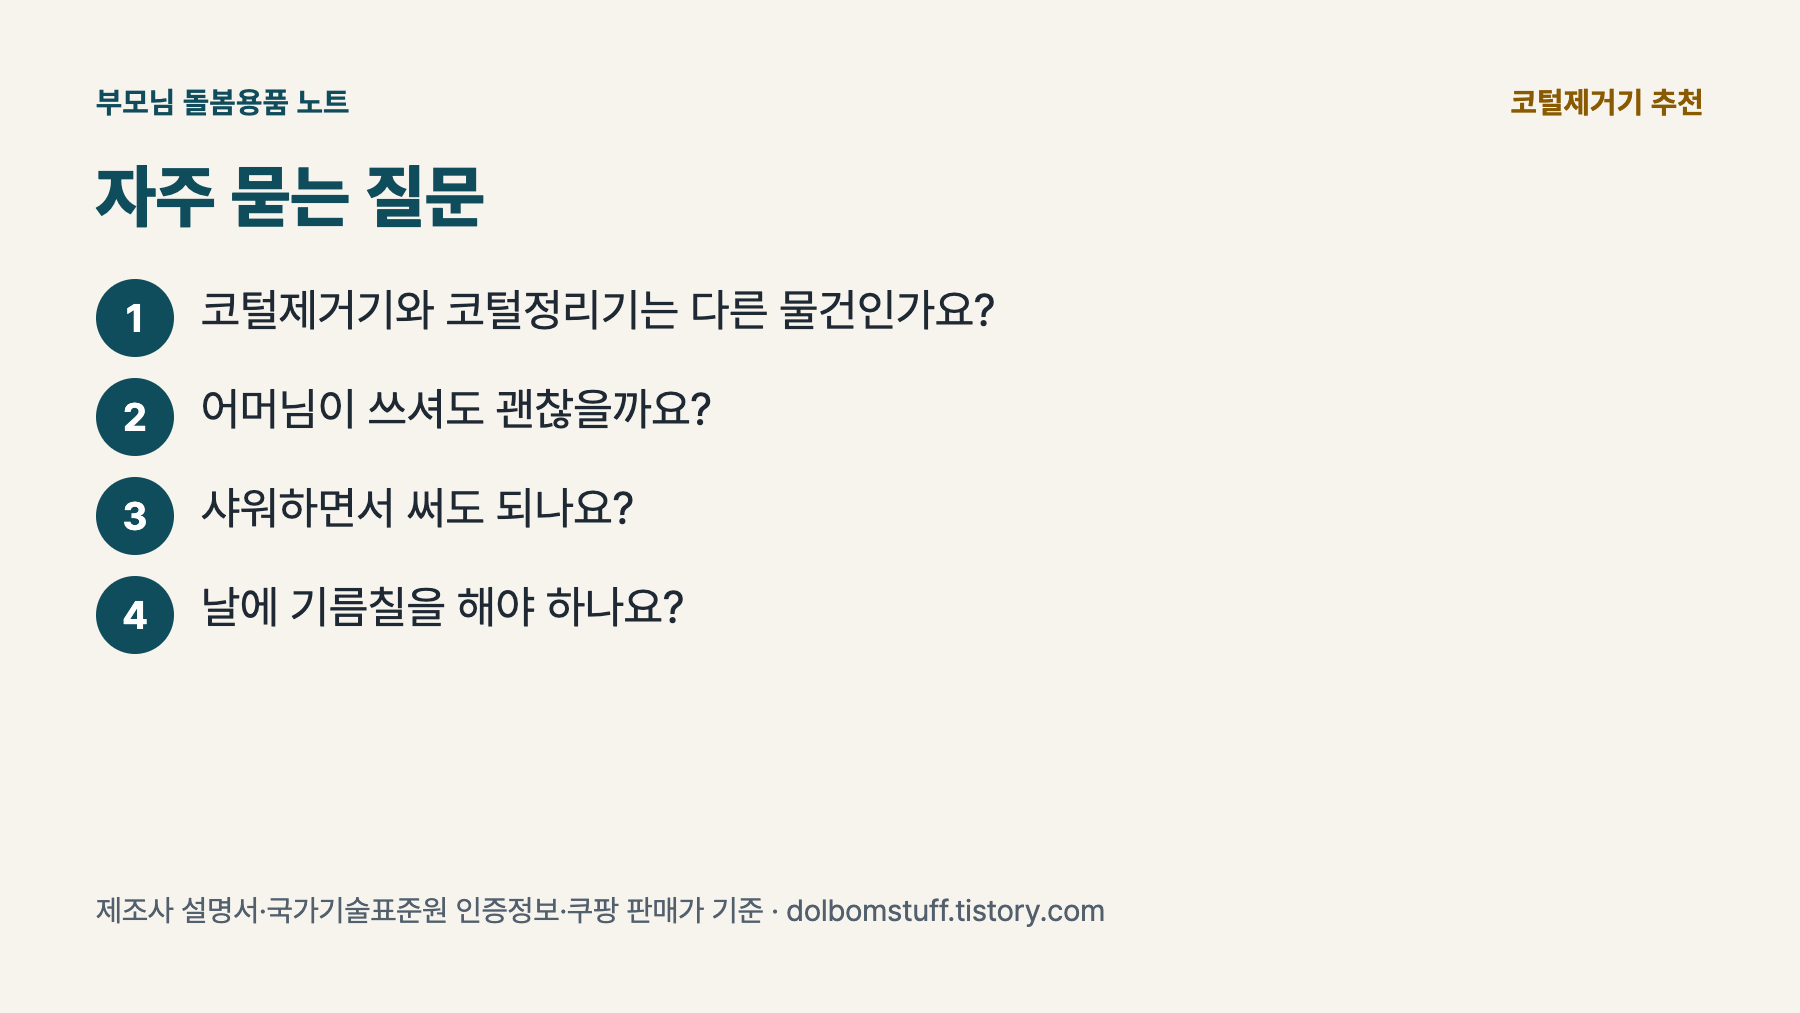 부모님 돌봄용품 노트
코털제거기 추천
자주 묻는 질문
1 코털제거기와 코털정리기는 다른 물건인가요?
2 어머님이 쓰셔도 괜찮을까요?
3 샤워하면서 써도 되나요?
4 날에 기름칠을 해야 하나요?
제조사 설명서·국가기술표준원 인증정보·쿠팡 판매가 기준 · dolbomstuff.tistory.com